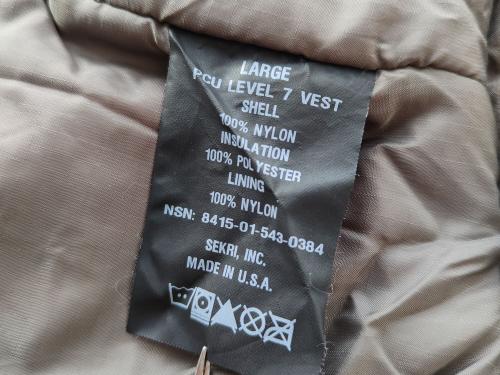 LARGE
PCU LEVEL 7 VEST
SHELL
100% NYLON
INSULATION
100% POLYESTER
LINING
100% NYLON
NSN: 8415-01-543-0384
SEKRI, INC.
MADE IN U.S.A.